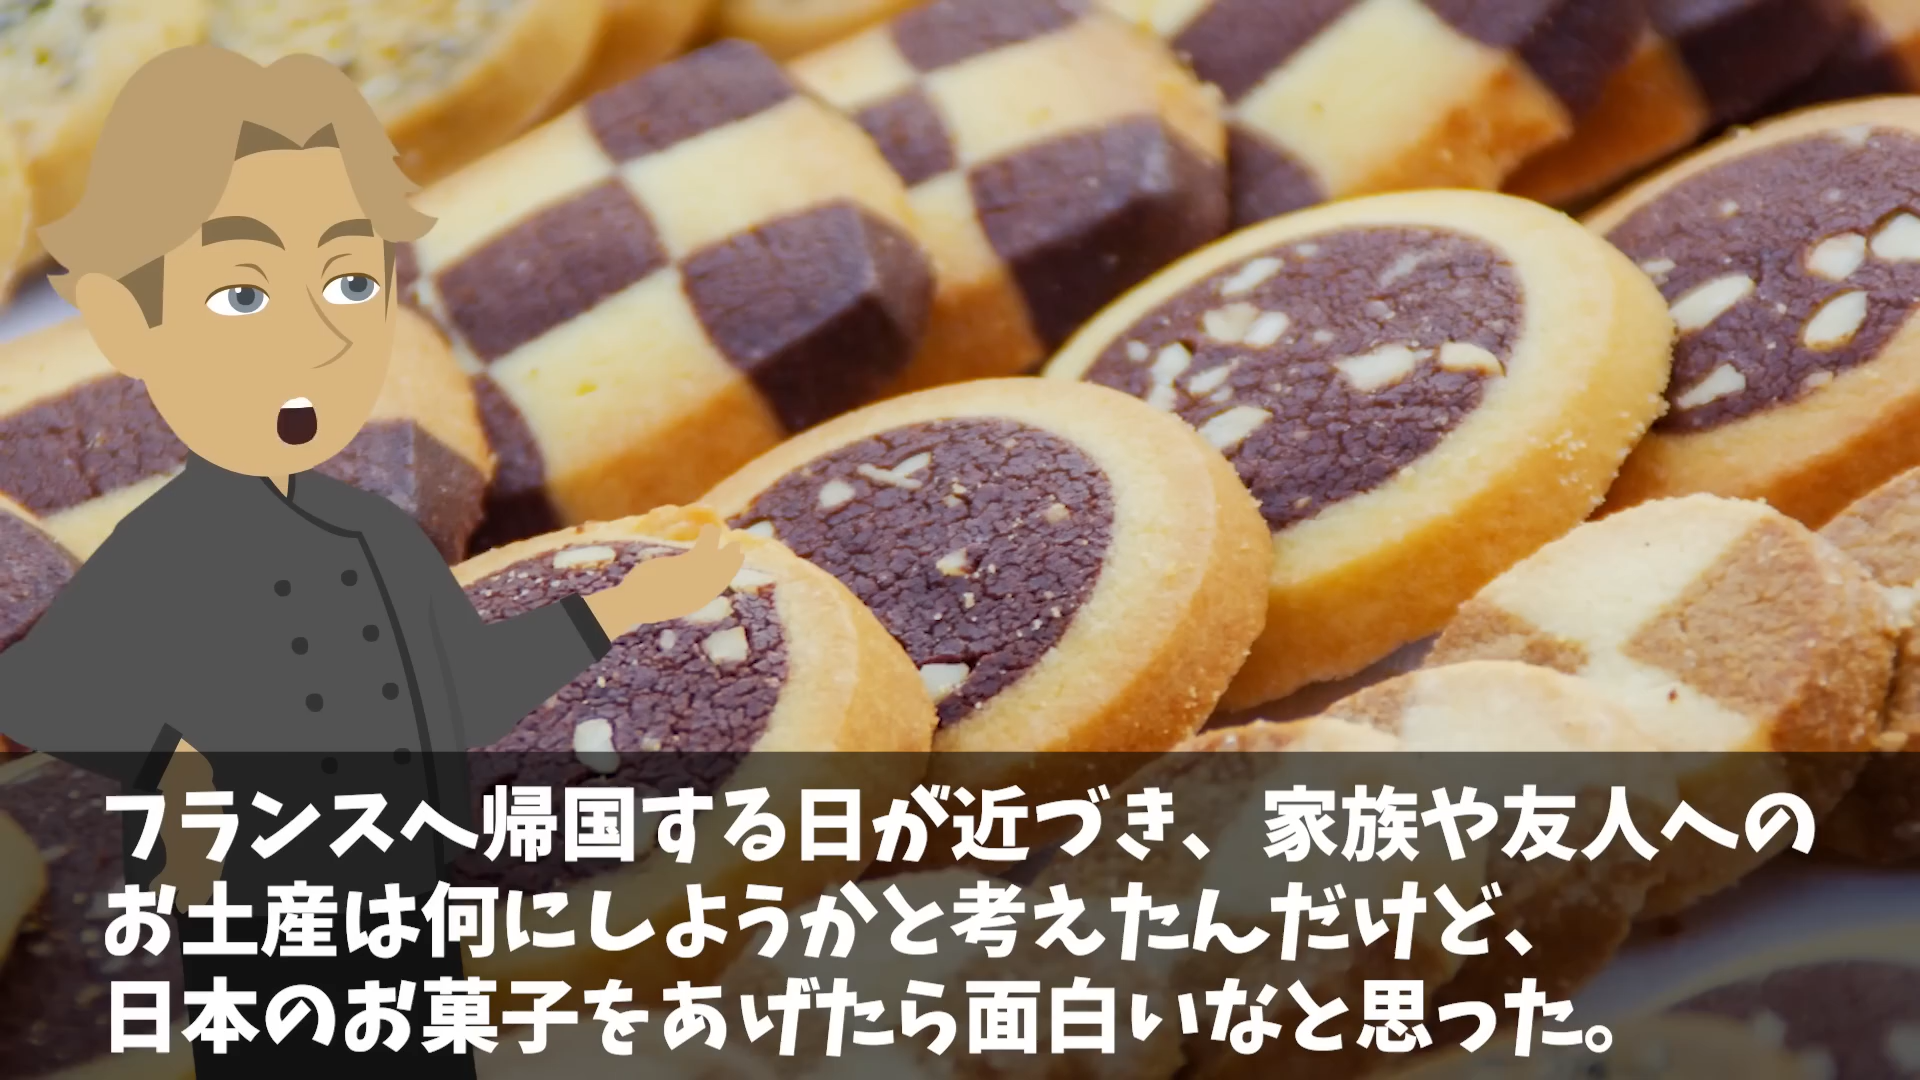 フランスへ帰国する日が近づき、家族や友人への
お土産は何にしようかと考えたんだけど、
日本のお菓子をあげたら面白いなと思った。